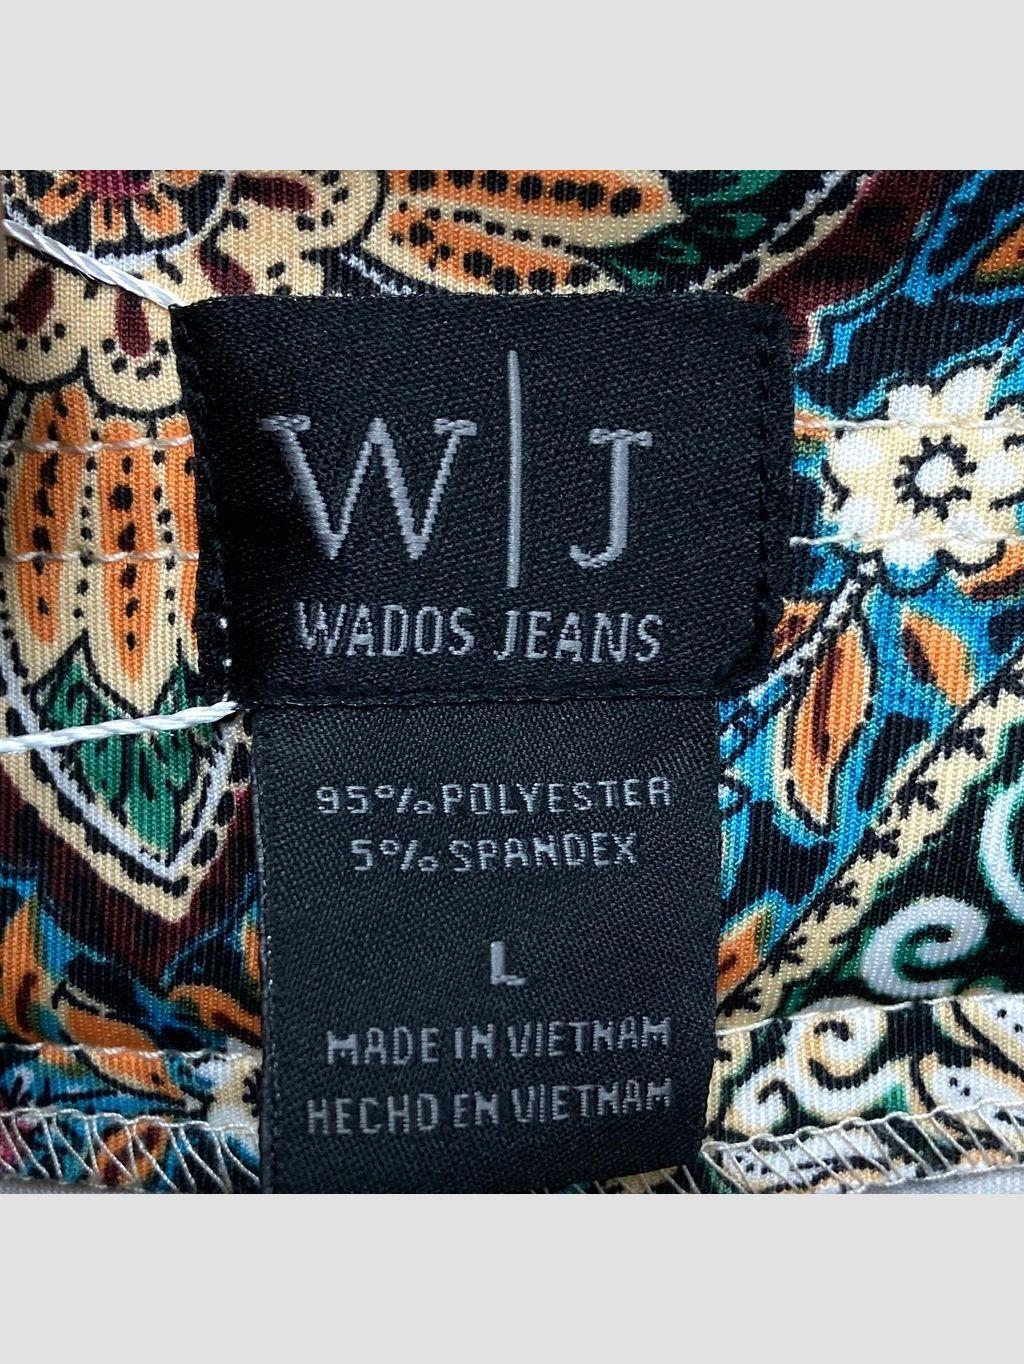 W|J
WADOS JEANS
95% POLYESTER
5% SPANDEX
L
MADE IN VIETNAM
HECHO EN VIETNAM